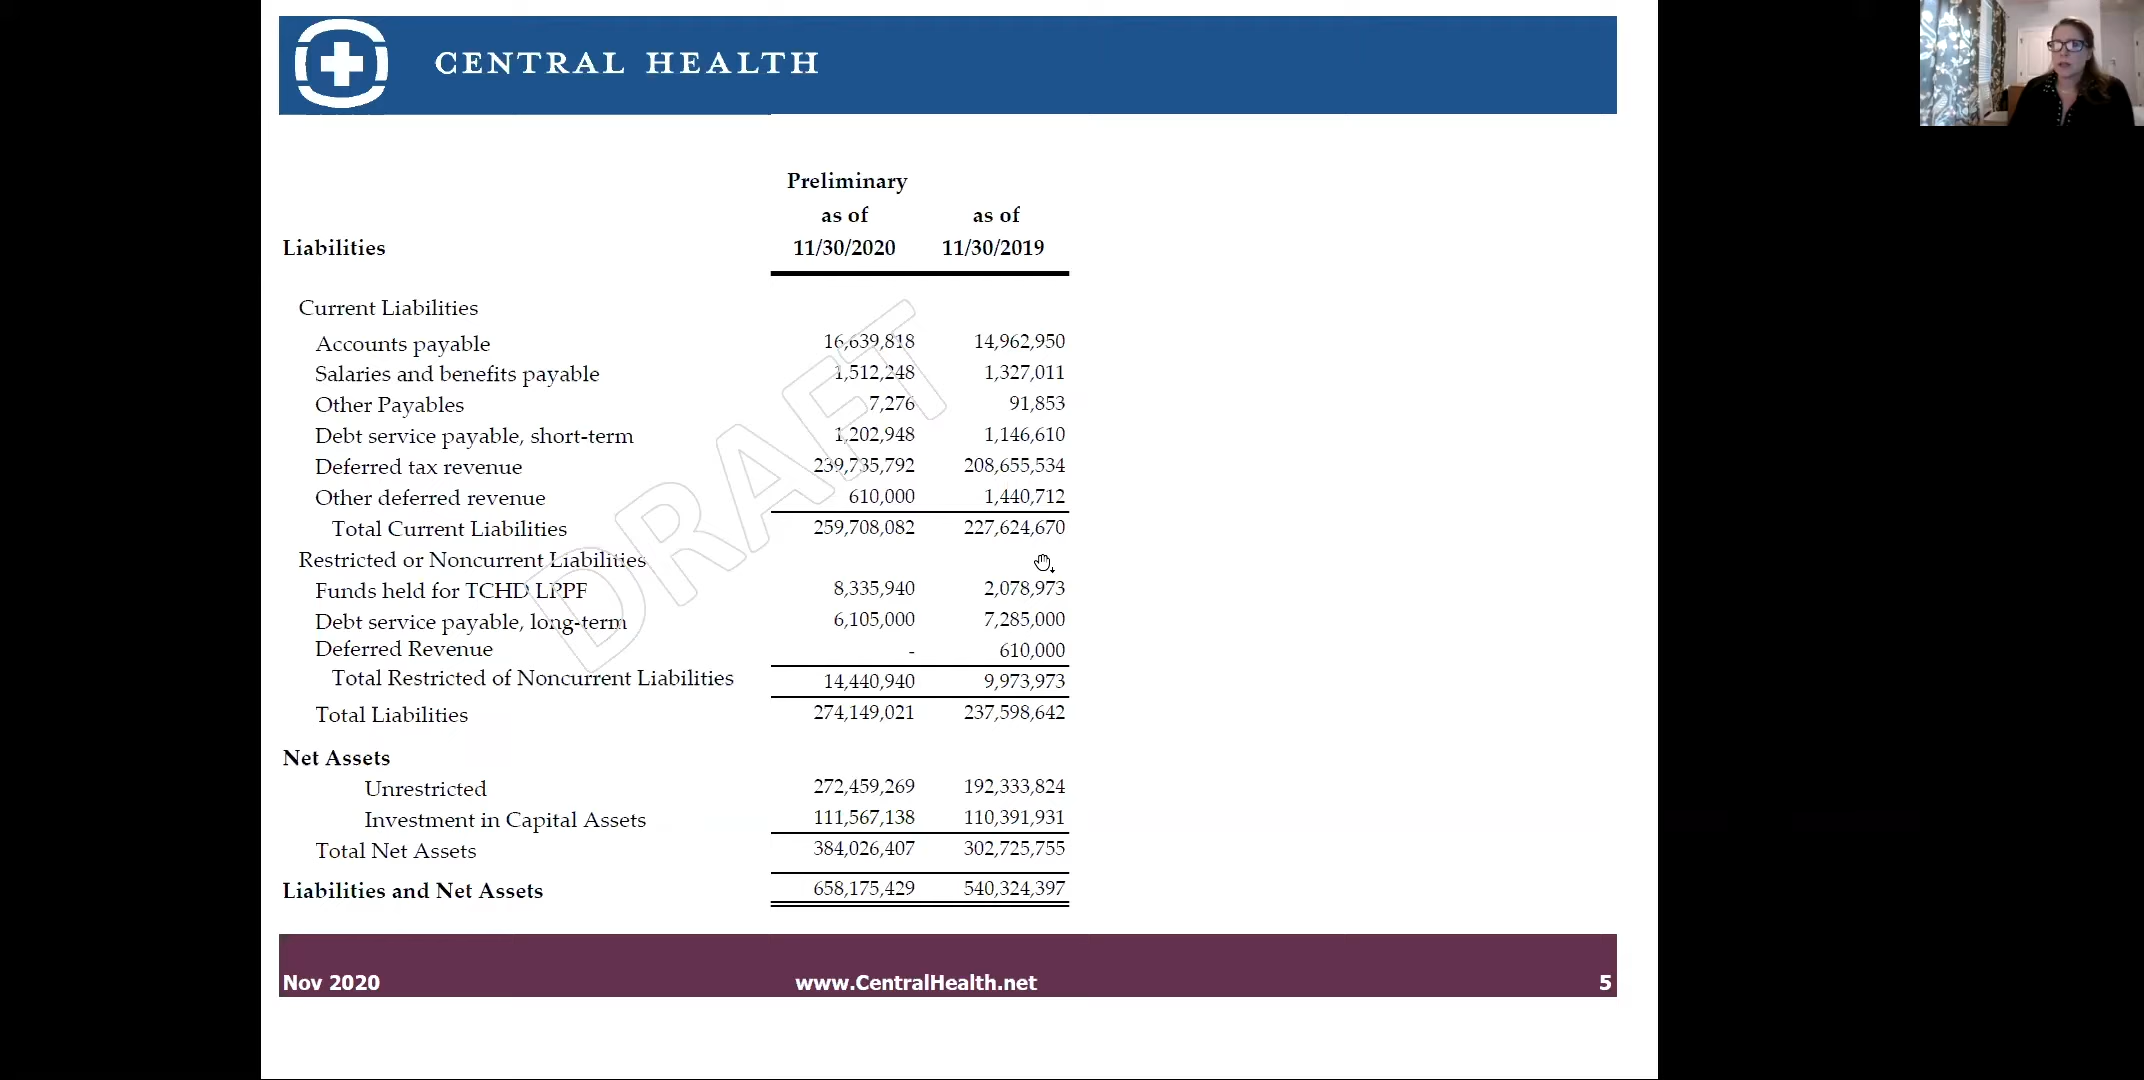 CENTRAL HEALTH
Preliminary
as of as of
Liabilities 11/30/2020 11/30/2019
Current Liabilities
Accounts payable 16,639,818 14,962,950
Salaries and benefits payable 1,512,248 1,327,011
Other Payables 7,276 91,853
Debt service payable, short-term 1,202,948 1,146,610
Deferred tax revenue 239,735,792 208,655,534
Other deferred revenue 610,000 1,440,712
Total Current Liabilities 259,708,082 227,624,670
Restricted or Noncurrent Liabilities
Funds held for TCHD LPPF 8,335,940 2,078,973
Debt service payable, long-term 6,105,000 7,285,000
Deferred Revenue - 610,000
Total Restricted of Noncurrent Liabilities 14,440,940 9,973,973
Total Liabilities 274,149,021 237,598,642
Net Assets
Unrestricted 272,459,269 192,333,824
Investment in Capital Assets 111,567,138 110,391,931
Total Net Assets 384,026,407 302,725,755
Liabilities and Net Assets 658,175,429 540,324,397
DRAFT
Nov 2020 www.CentralHealth.net 5